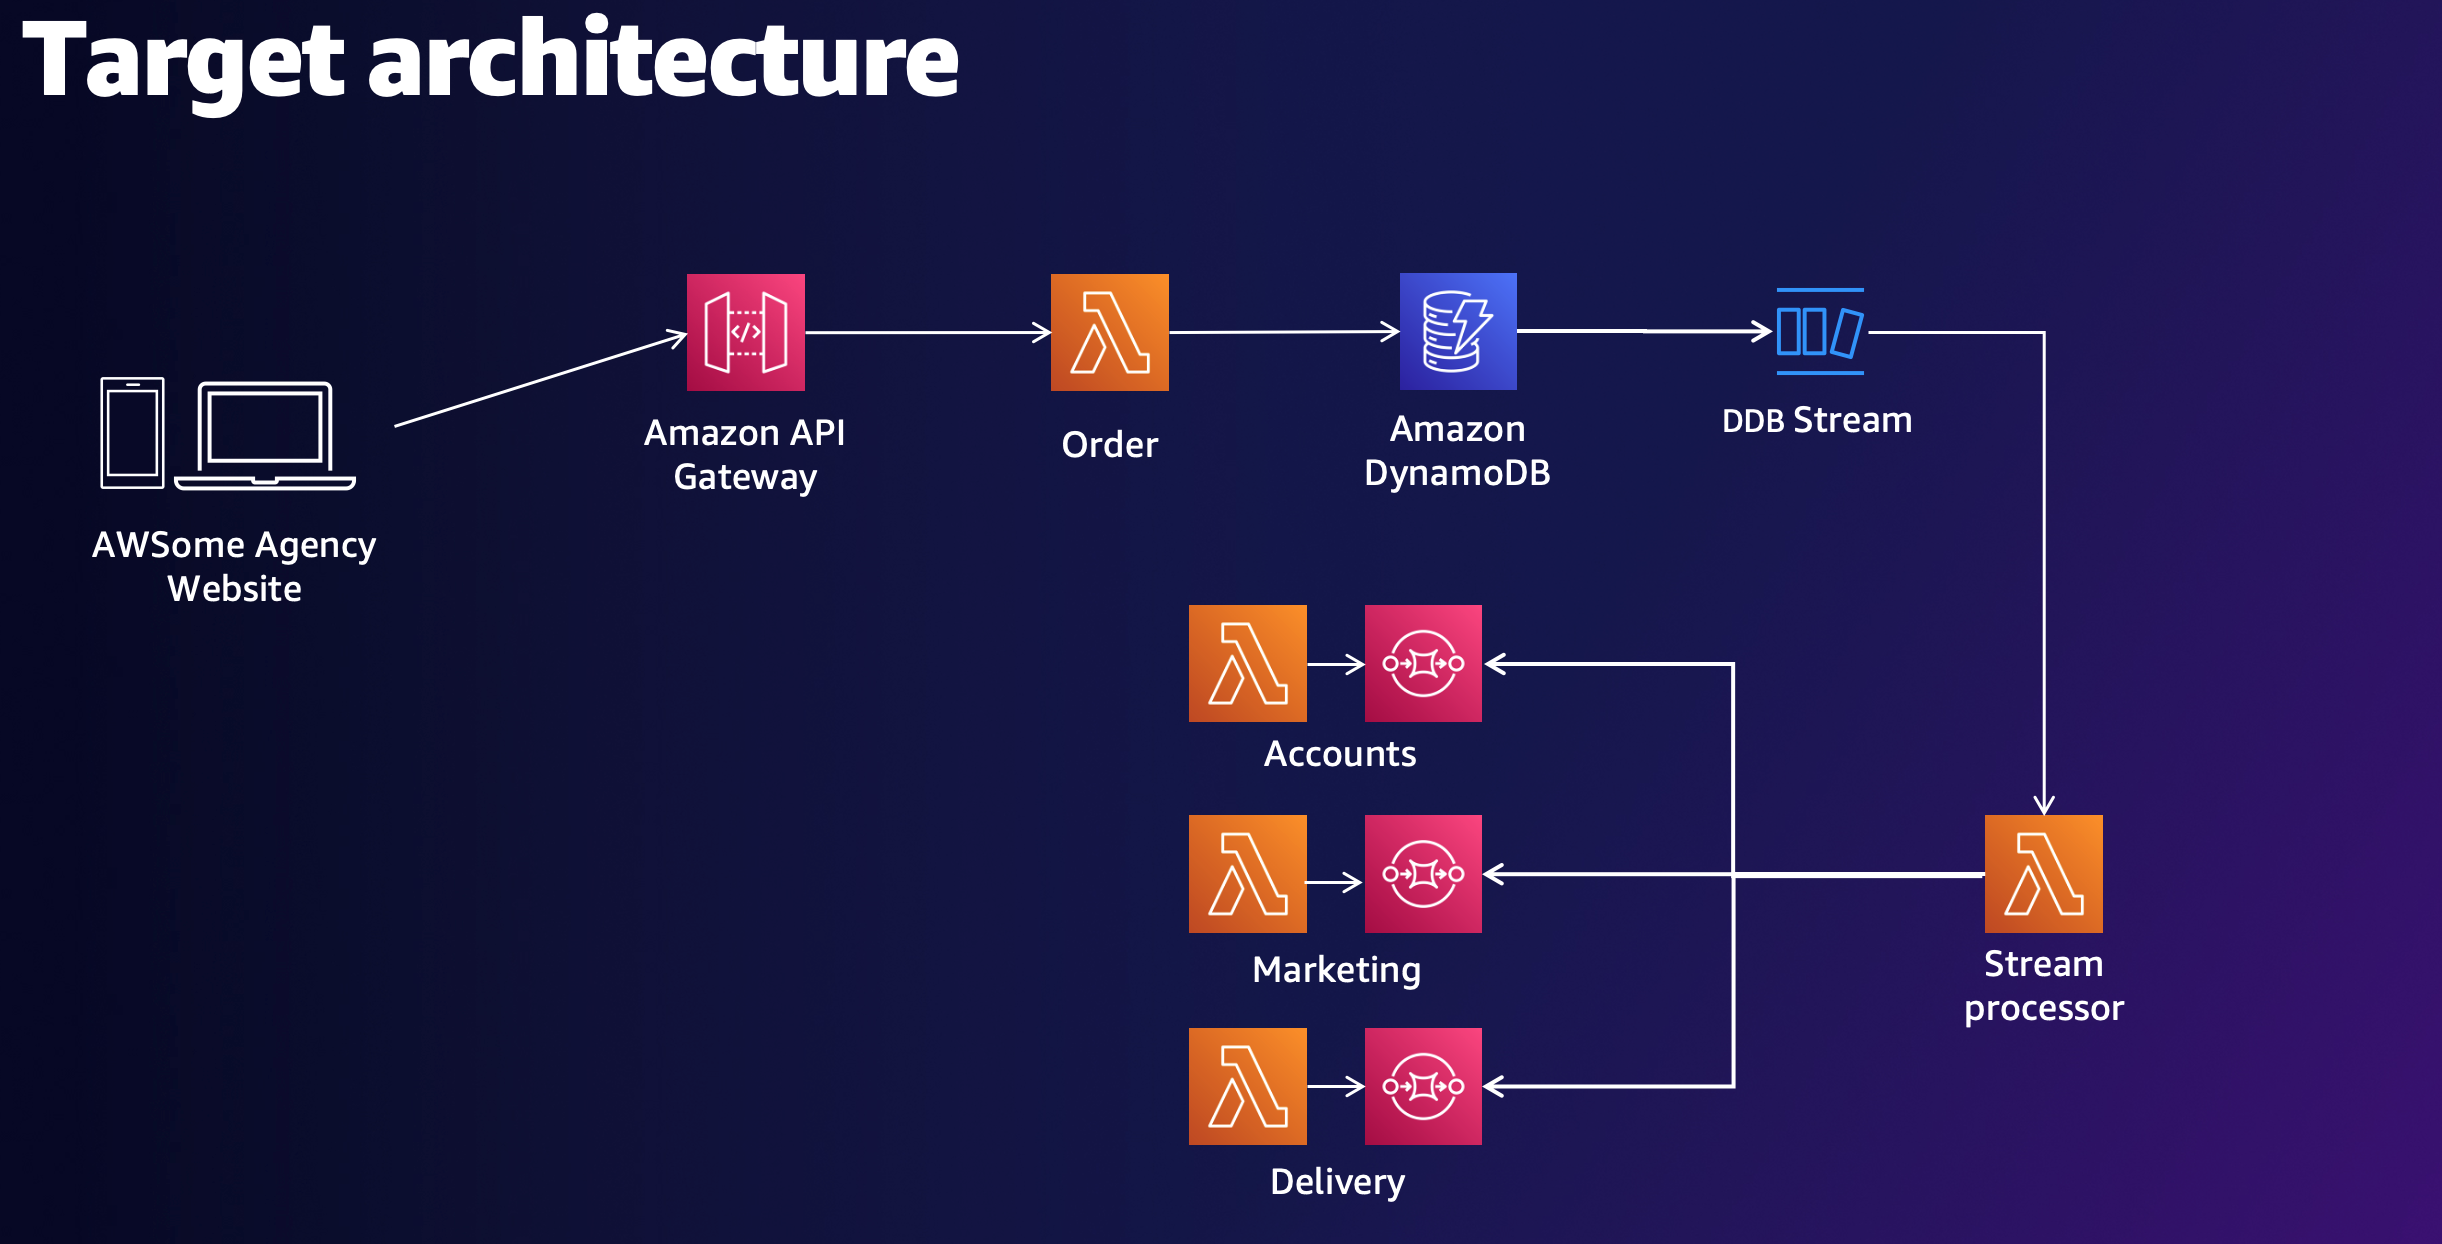 Target architecture
</>
Amazon API
Gateway
Order
Amazon
DynamoDB
DDB Stream
AWSome Agency
Website
Accounts
Marketing
Stream
processor
Delivery